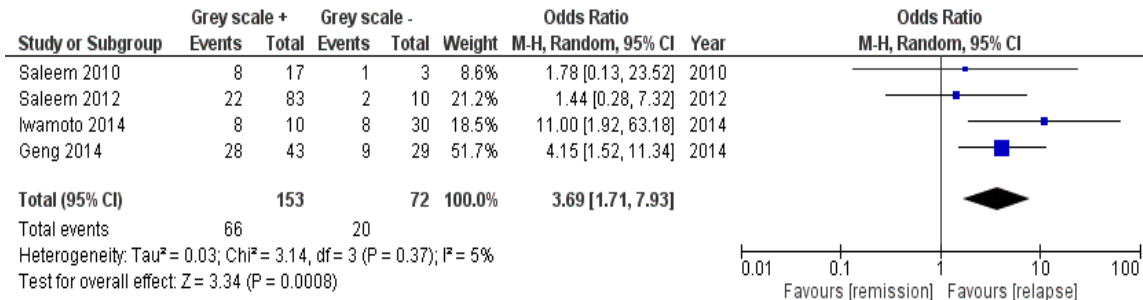 Grey scale + Grey scale - Odds Ratio Odds Ratio
Study or Subgroup Events Total Events Total Weight M-H, Random, 95% CI Year M-H, Random, 95% CI
Saleem 2010 8 17 1 3 8.6% 1.78 [0.13, 23.52] 2010
Saleem 2012 22 83 2 10 21.2% 1.44 [0.28, 7.32] 2012
Iwamoto 2014 8 10 8 30 18.5% 11.00 [1.92, 63.18] 2014
Geng 2014 28 43 9 29 51.7% 4.15 [1.52, 11.34] 2014
Total (95% CI) 153 72 100.0% 3.69 [1.71, 7.93]
Total events 66 20
Heterogeneity: Tau² = 0.03; Chi² = 3.14, df = 3 (P = 0.37); I² = 5%
Test for overall effect: Z = 3.34 (P = 0.0008)
0.01 0.1 1 10 100
Favours [remission] Favours [relapse]